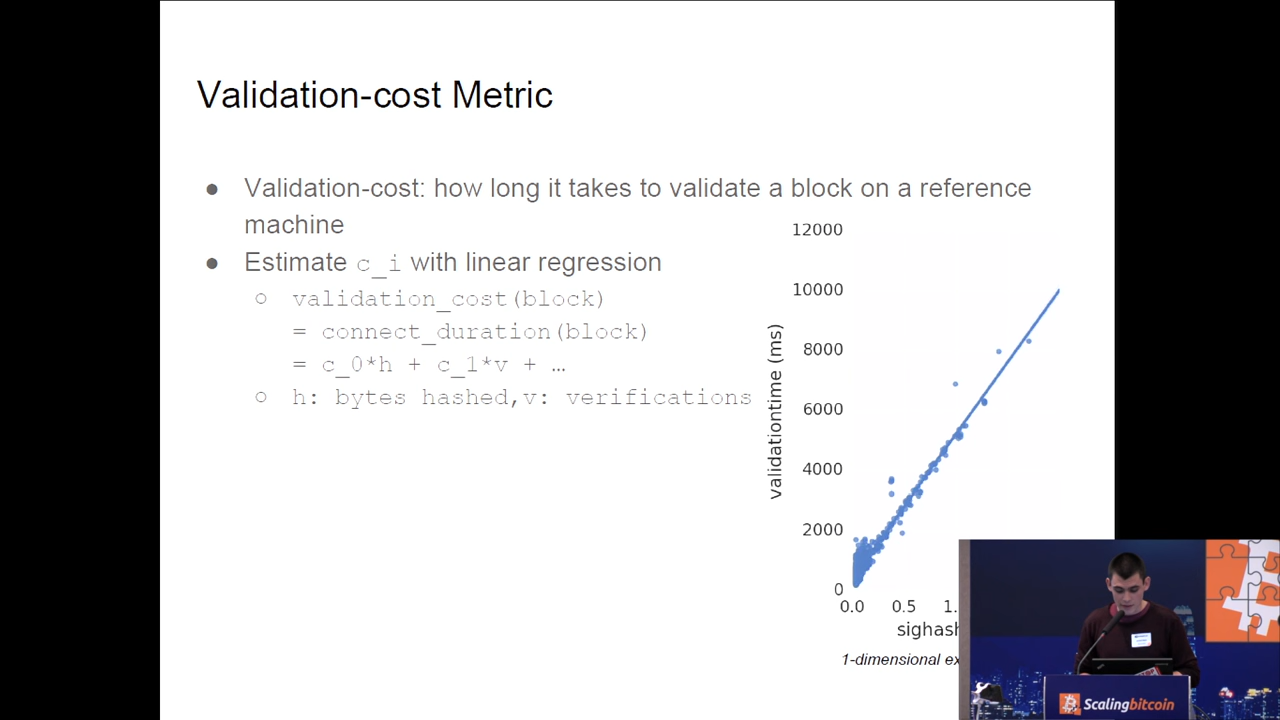 Validation-cost Metric
● Validation-cost: how long it takes to validate a block on a reference
machine
● Estimate c_i with linear regression
○ validation_cost(block)
= connect_duration(block)
= c_0*h + c_1*v + …
○ h: bytes hashed,v: verifications
12000
10000
8000
6000
4000
2000
0
validationtime (ms)
0.0 0.5 1.
sighash
1-dimensional ex
Scalingbitcoin